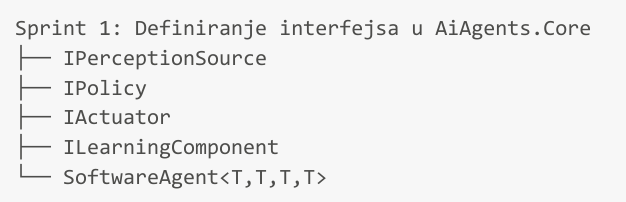 Sprint 1: Definiranje interfejsa u AiAgents.Core
├── IPerceptionSource
├── IPolicy
├── IActuator
├── ILearningComponent
└── SoftwareAgent<T,T,T,T>